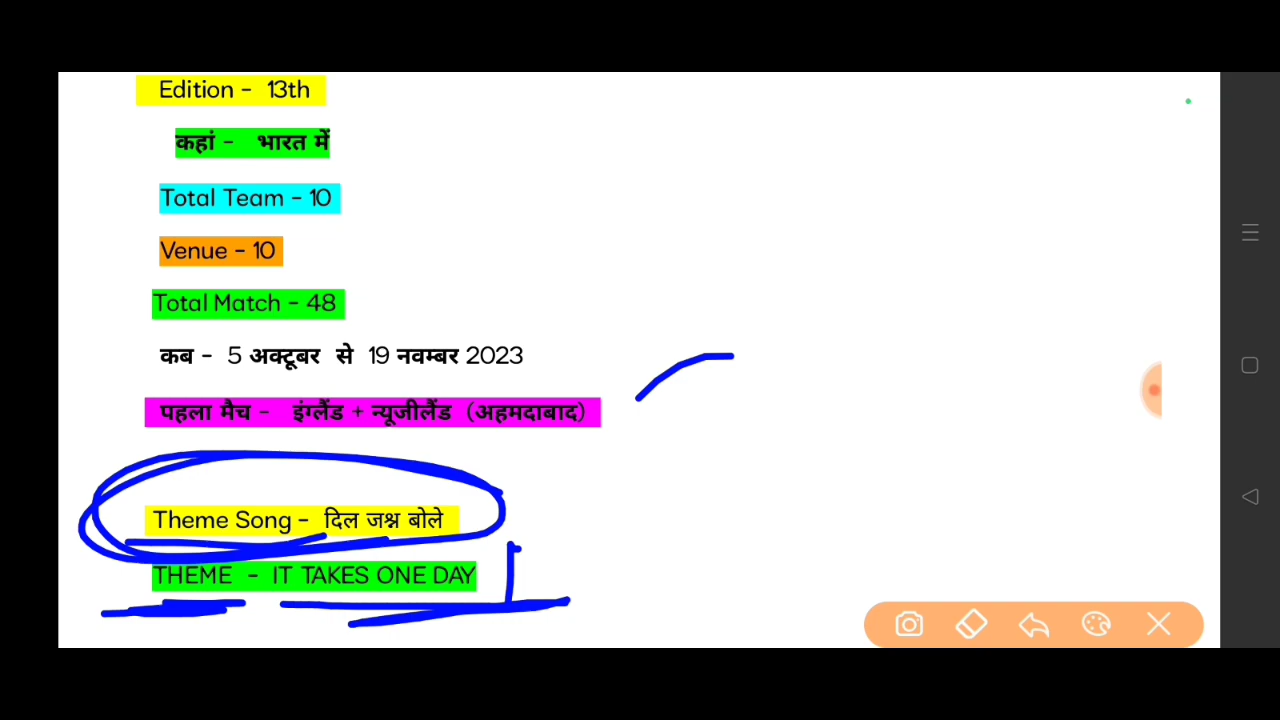 Edition - 13th
कहां - भारत में
Total Team - 10
Venue - 10
Total Match - 48
कब - 5 अक्टूबर से 19 नवम्बर 2023
पहला मैच - इंग्लैंड + न्यूजीलैंड (अहमदाबाद)
Theme Song - दिल जश्न बोले
THEME - IT TAKES ONE DAY